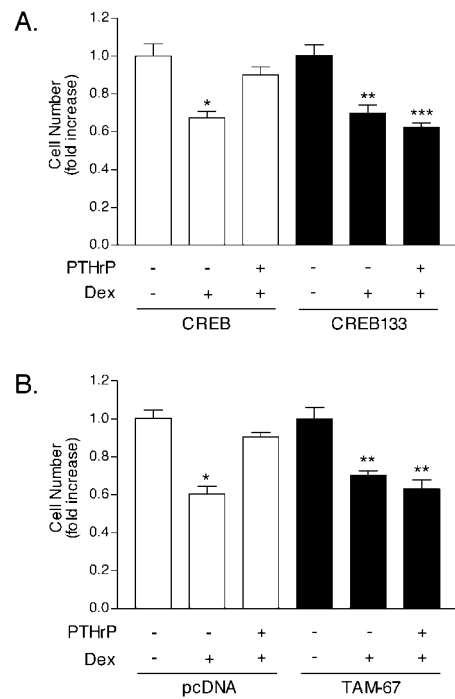 A.
1.2
1.0
0.8
0.6
0.4
0.2
0.0
Cell Number
(fold increase)
*
**
***
PTHrP - - + - - +
Dex - + + - + +
CREB CREB133
B.
1.2
1.0
0.8
0.6
0.4
0.2
0.0
Cell Number
(fold increase)
*
** **
PTHrP - - + - - +
Dex - + + - + +
pcDNA TAM-67